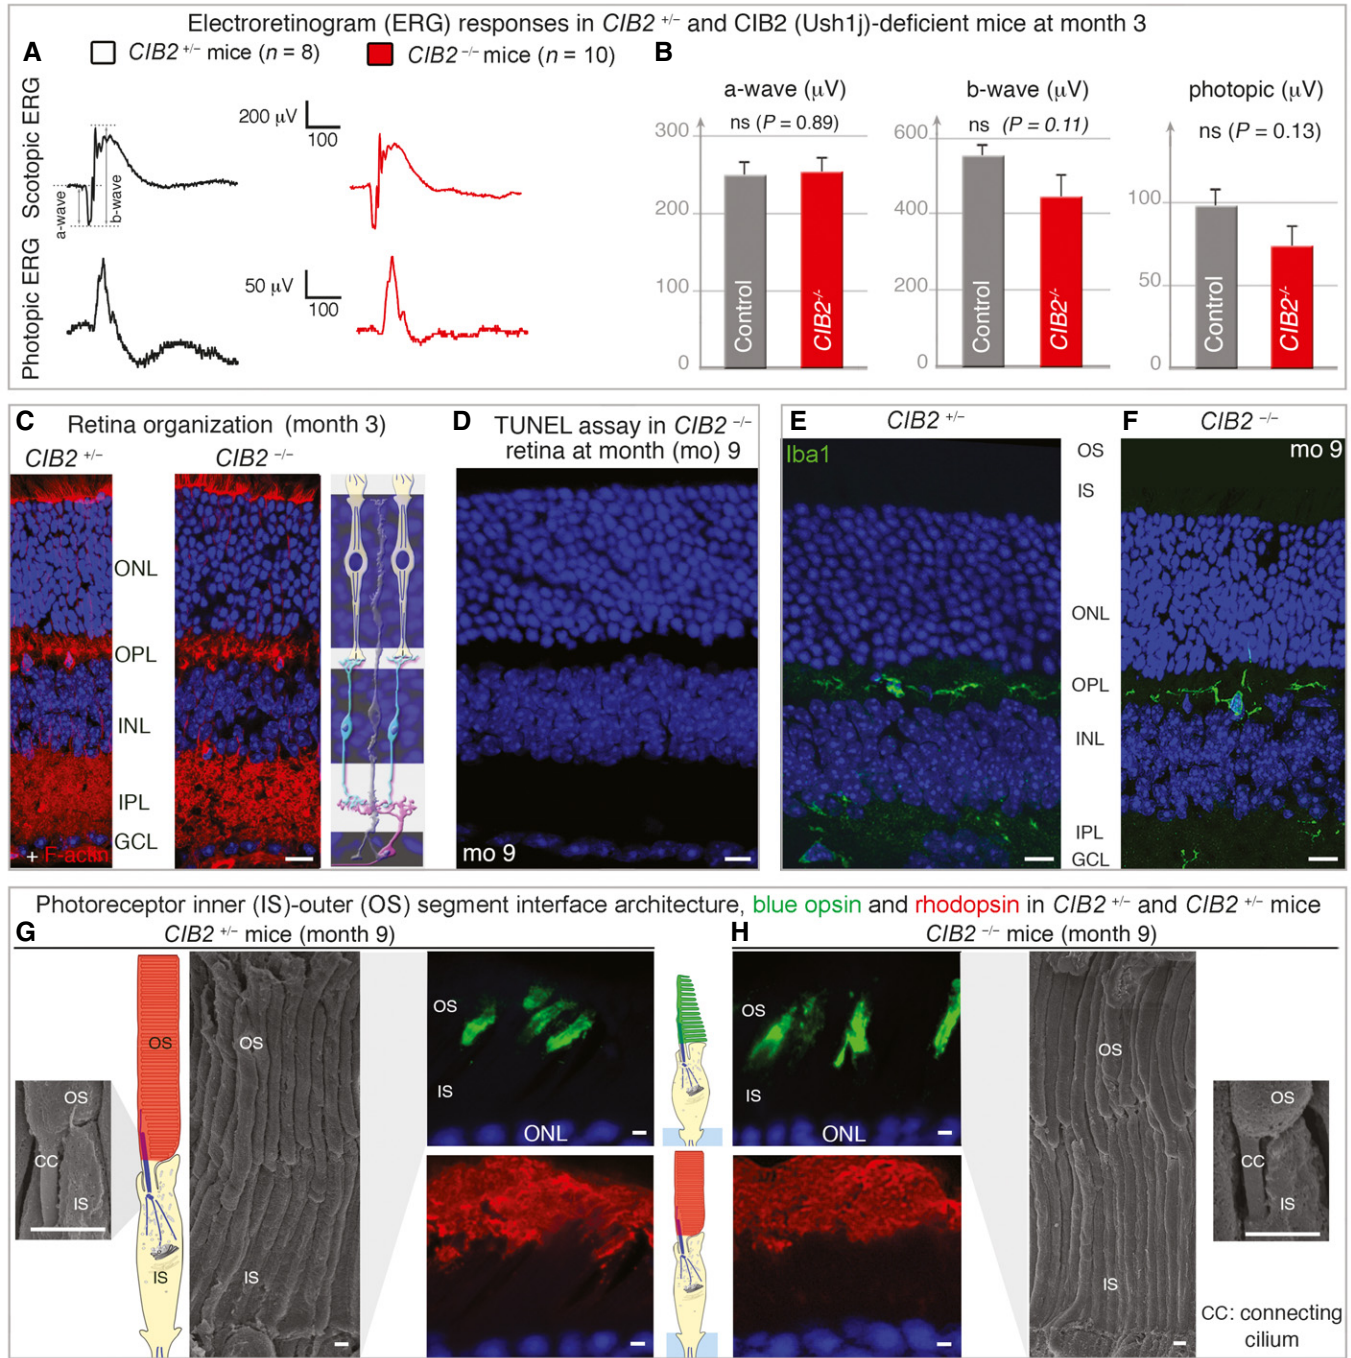 Electroretinogram (ERG) responses in CIB2 +/– and CIB2 (Ush1j)-deficient mice at month 3
A
CIB2 +/– mice (n = 8)
CIB2 –/– mice (n = 10)
B
Scotopic ERG
Photopic ERG
a-wave
b-wave
200 µV
100
50 µV
100
a-wave (µV)
ns (P = 0.89)
300
200
100
0
Control
CIB2-/-
b-wave (µV)
ns (P = 0.11)
600
400
200
0
Control
CIB2-/-
photopic (µV)
ns (P = 0.13)
100
50
0
Control
CIB2-/-
C
Retina organization (month 3)
CIB2 +/–
CIB2 –/–
ONL
OPL
INL
IPL
GCL
+ F-actin
D
TUNEL assay in CIB2 –/–
retina at month (mo) 9
mo 9
E
CIB2 +/–
F
CIB2 –/–
Iba1
mo 9
OS
IS
ONL
OPL
INL
IPL
GCL
Photoreceptor inner (IS)-outer (OS) segment interface architecture, blue opsin and rhodopsin in CIB2 +/– and CIB2 +/– mice
G
CIB2 +/– mice (month 9)
H
CIB2 –/– mice (month 9)
OS
CC
IS
OS
IS
OS
IS
OS
IS
ONL
OS
IS
ONL
OS
IS
OS
CC
IS
CC: connecting
cilium